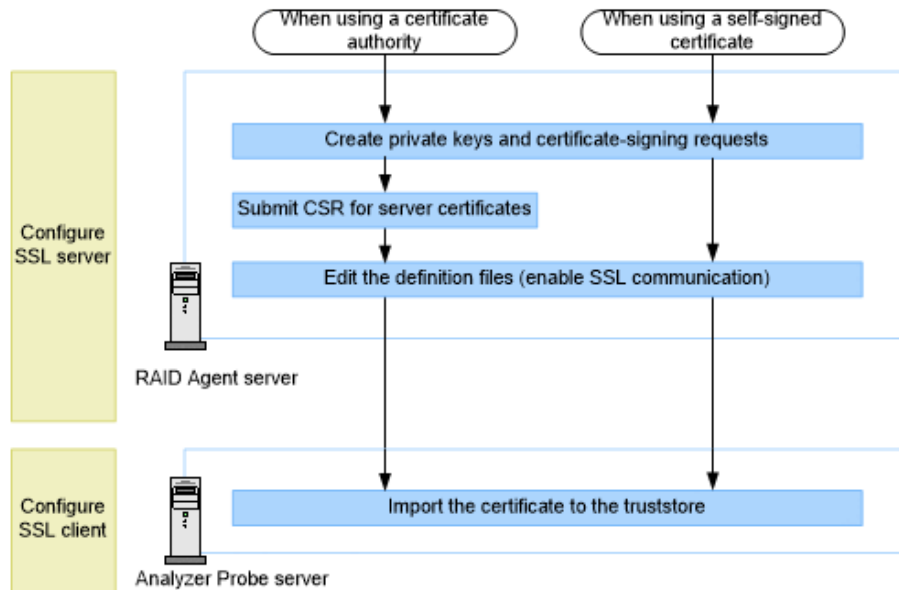 When using a certificate
authority
When using a self-signed
certificate
Create private keys and certificate-signing requests
Submit CSR for server certificates
Configure
SSL server
Edit the definition files (enable SSL communication)
RAID Agent server
Configure
SSL client
Import the certificate to the truststore
Analyzer Probe server